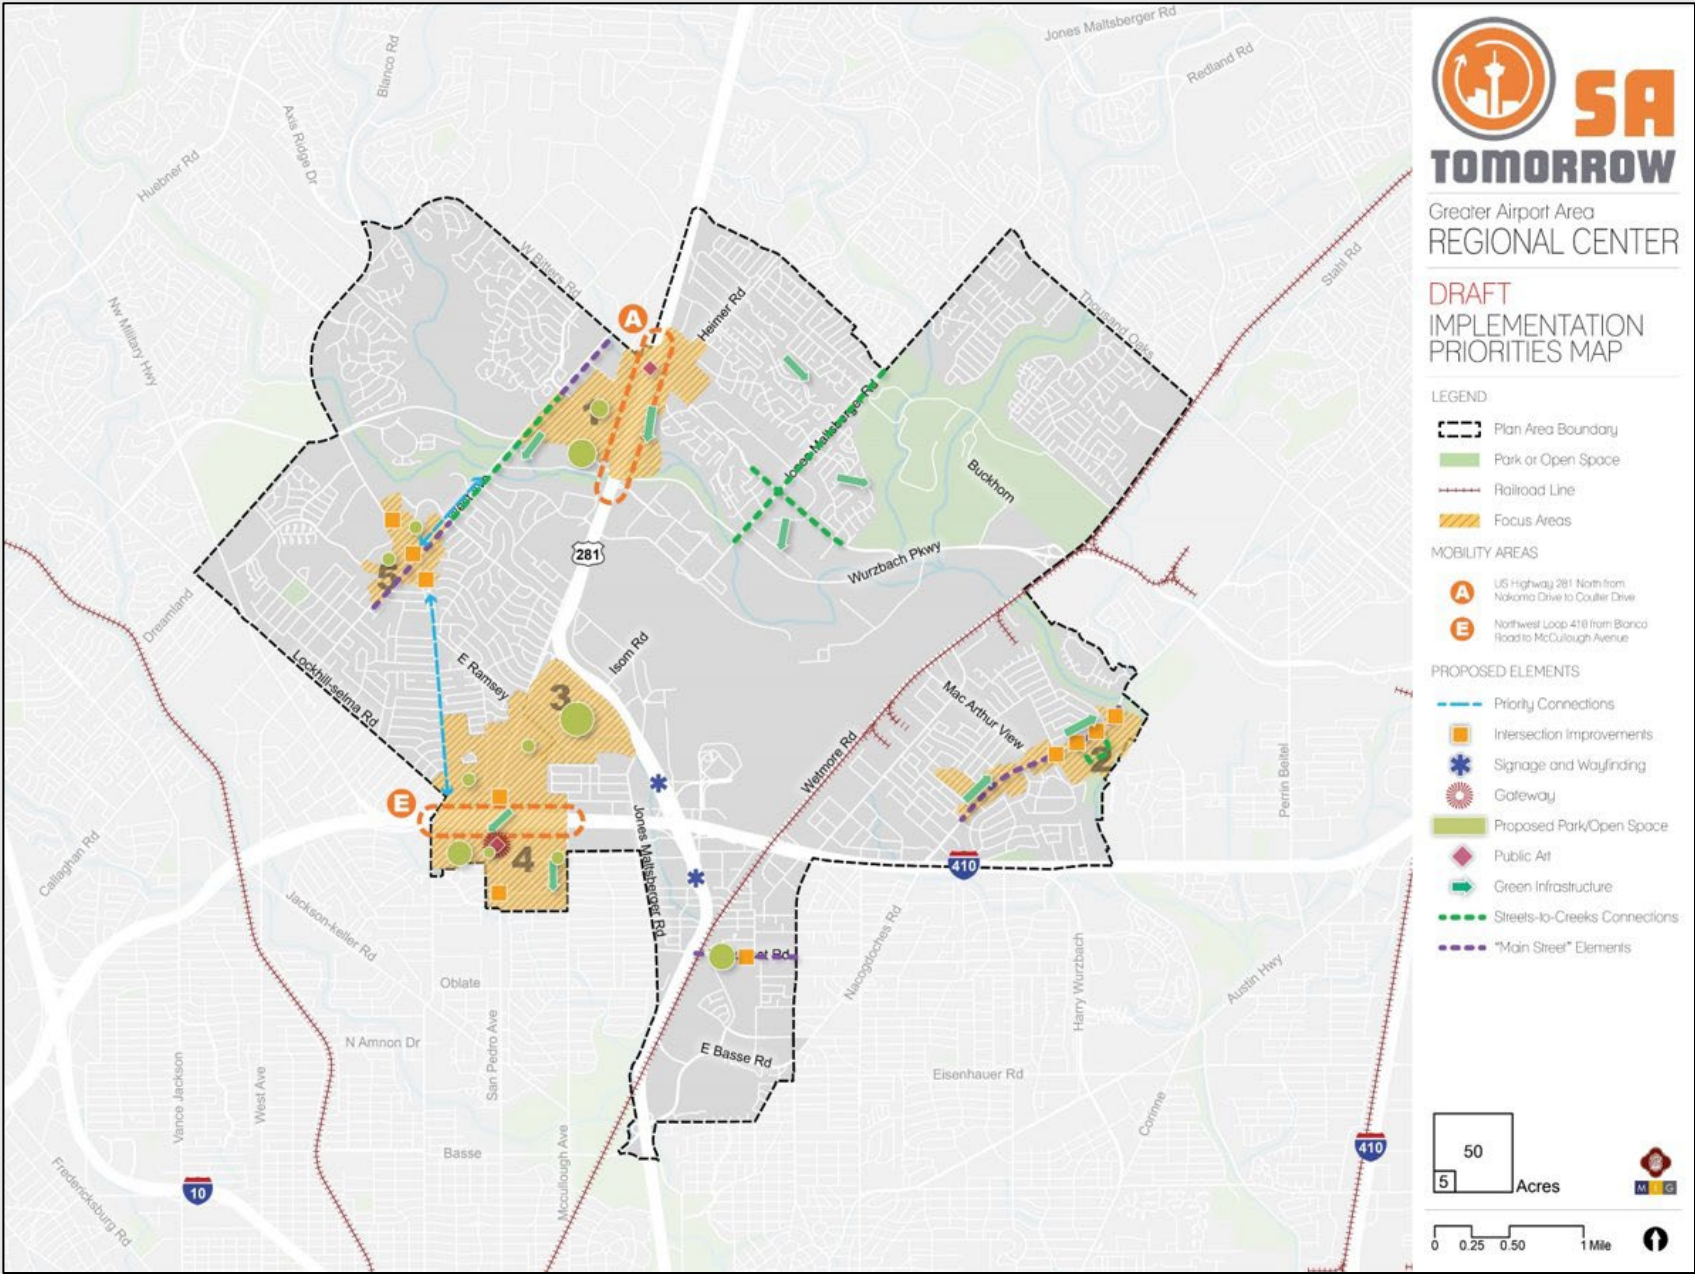 Jones Maltsberger Rd
Redland Rd
Blanco Rd
Axis Ridge Dr
Huebner Rd
W Bitters Rd
Stahl Rd
Thousand Oaks
Nw Military Hwy
A
Heimer Rd
1
Jones Maltsberger Rd
Buckhorn
West Ave
281
Wurzbach Pkwy
5
Dreamland
Lockhill-selma Rd
E Ramsey
Isom Rd
3
Mac Arthur View
Wetmore Rd
2
Perrin Beitel
E
4
Jones Maltsberger Rd
410
Callaghan Rd
Jackson-keller Rd
Nacogdoches Rd
Harry Wurzbach
Austin Hwy
Oblate
N Amnon Dr
San Pedro Ave
E Basse Rd
Eisenhauer Rd
Vance Jackson
West Ave
Corinne
Basse
Mccullough Ave
Fredericksburg Rd
10
410
SA
TOMORROW
Greater Airport Area
REGIONAL CENTER
DRAFT
IMPLEMENTATION
PRIORITIES MAP
LEGEND
Plan Area Boundary
Park or Open Space
Railroad Line
Focus Areas
MOBILITY AREAS
A
US Highway 281 North from
Nakoma Drive to Coulter Drive
E
Northwest Loop 410 from Blanco
Road to McCullough Avenue
PROPOSED ELEMENTS
Priority Connections
Intersection Improvements
Signage and Wayfinding
Gateway
Proposed Park/Open Space
Public Art
Green Infrastructure
Streets-to-Creeks Connections
"Main Street" Elements
50
5
Acres
M I G
0 0.25 0.50 1 Mile